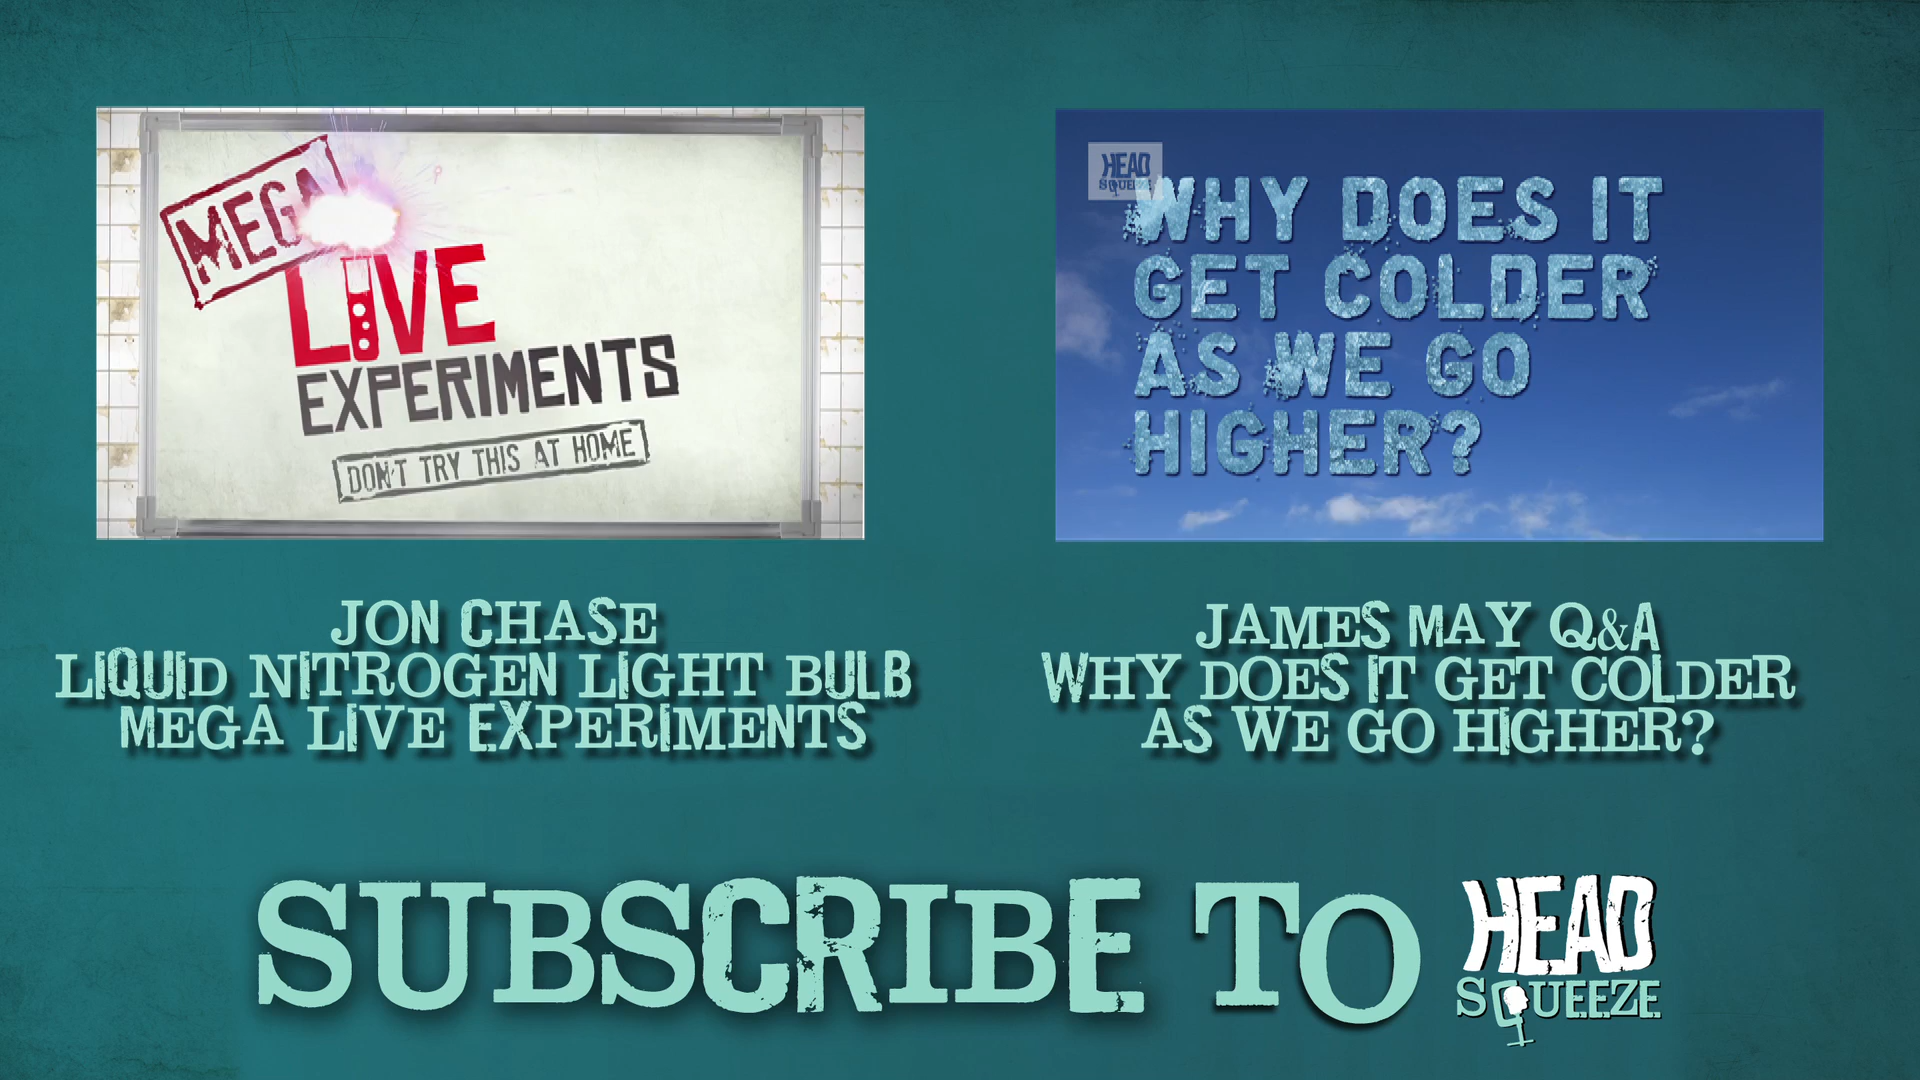 MEGA
LIVE
EXPERIMENTS
DON'T TRY THIS AT HOME
HEAD
SQUEEZE
WHY DOES IT
GET COLDER
AS WE GO
HIGHER?
JON CHASE
LIQUID NITROGEN LIGHT BULB
MEGA LIVE EXPERIMENTS
JAMES MAY Q&A
WHY DOES IT GET COLDER
AS WE GO HIGHER?
SUBSCRIBE TO HEAD
SQUEEZE